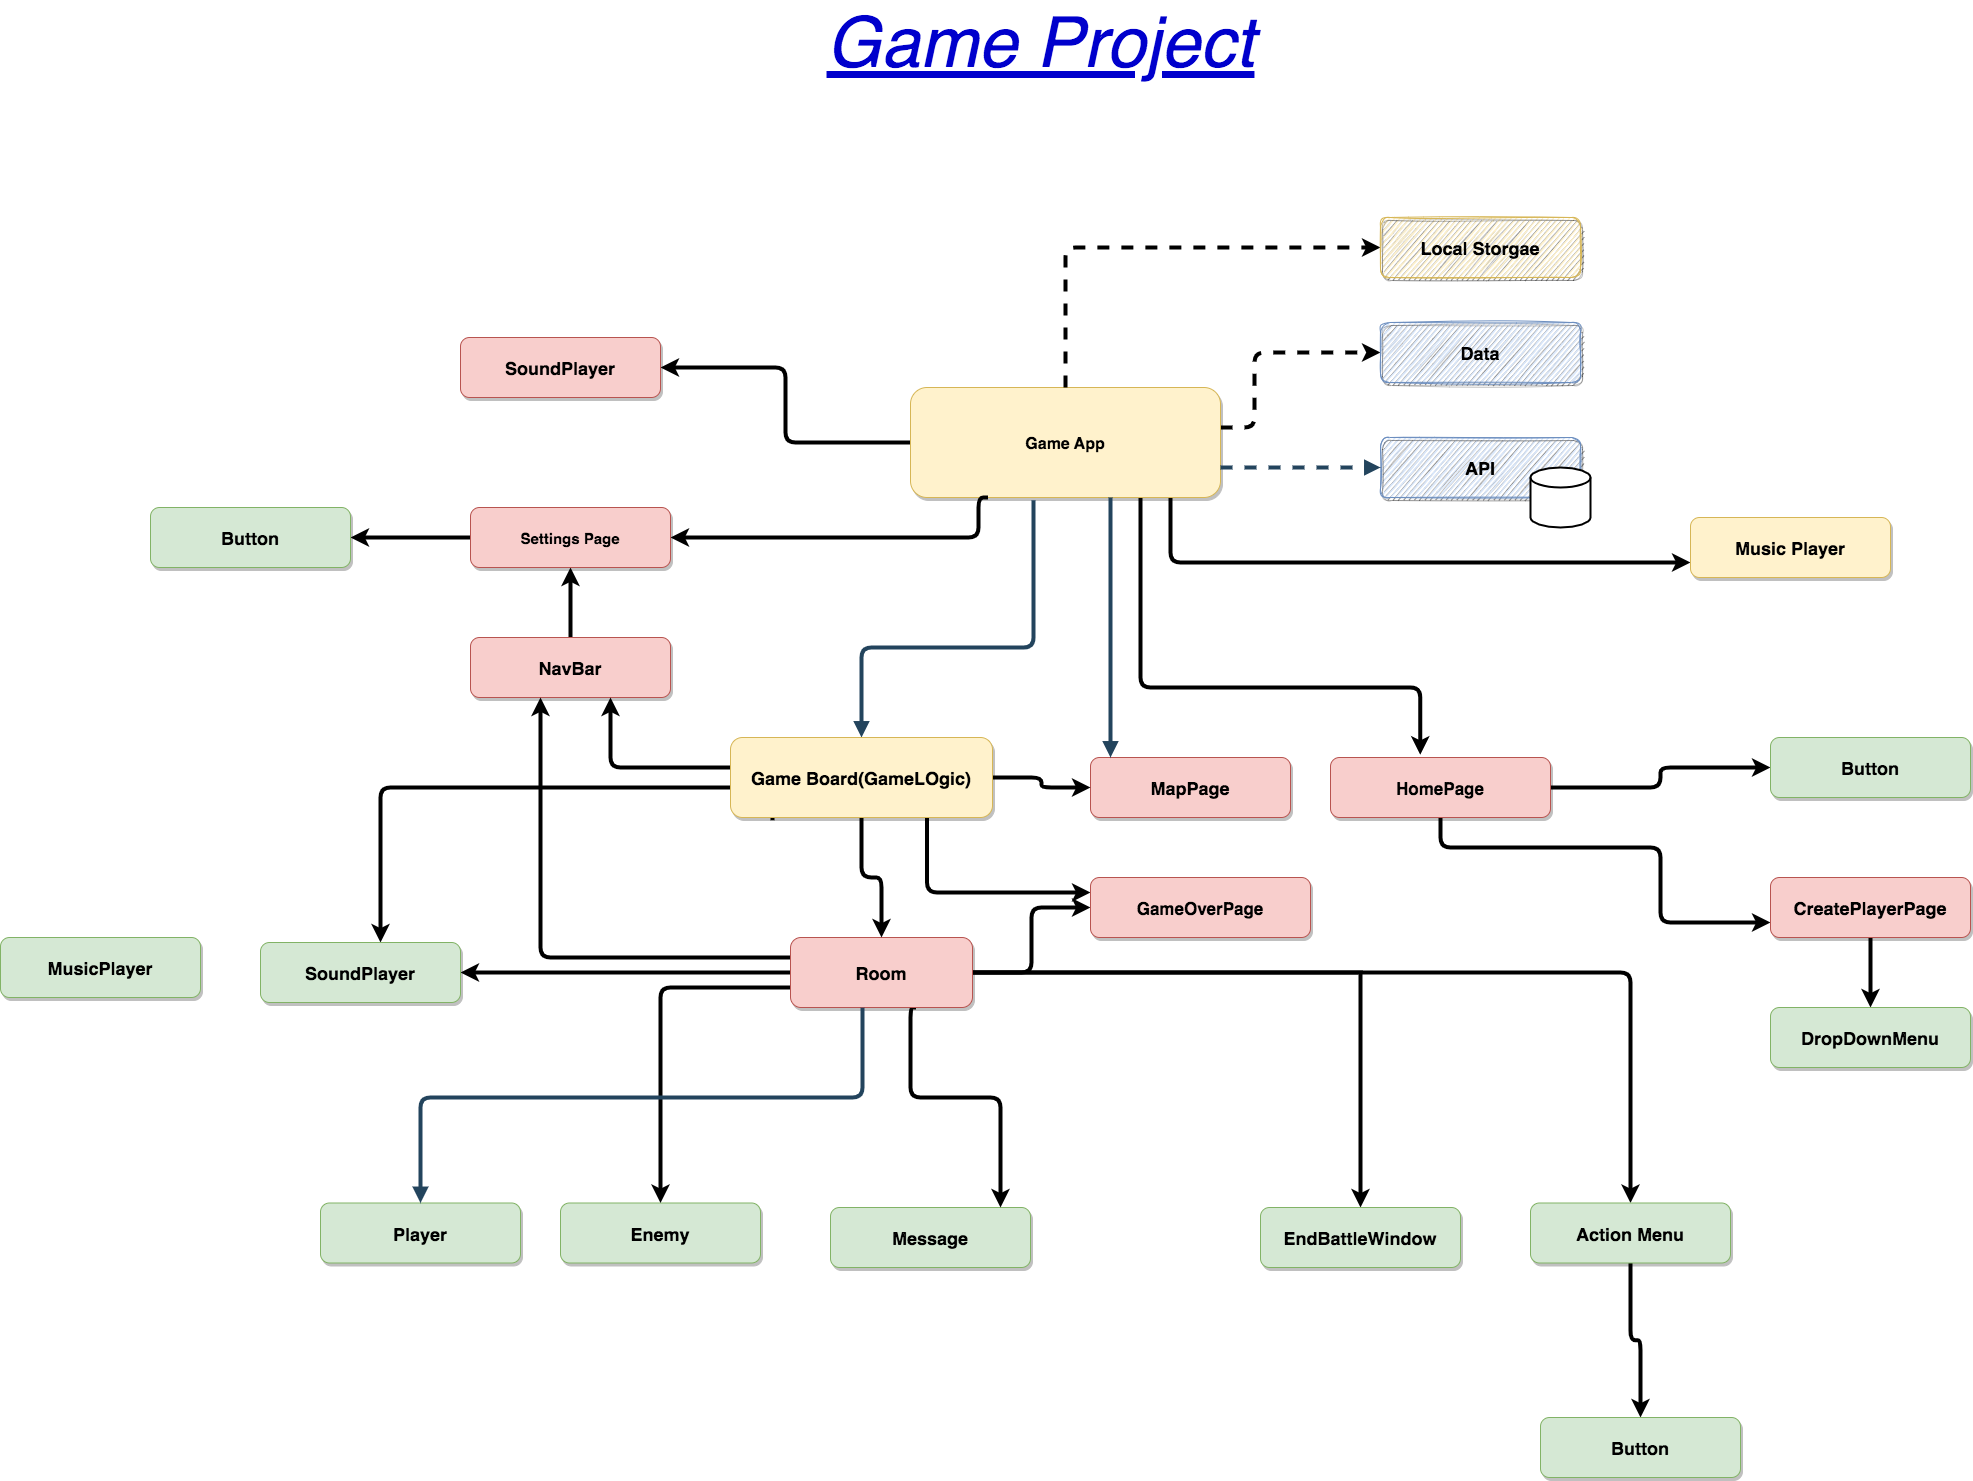 Game Project
Local Storgae
Data
SoundPlayer
Game App
API
Button
Settings Page
Music Player
NavBar
Game Board(GameLOgic)
MapPage
HomePage
Button
GameOverPage
CreatePlayerPage
MusicPlayer
SoundPlayer
Room
DropDownMenu
Player
Enemy
Message
EndBattleWindow
Action Menu
Button